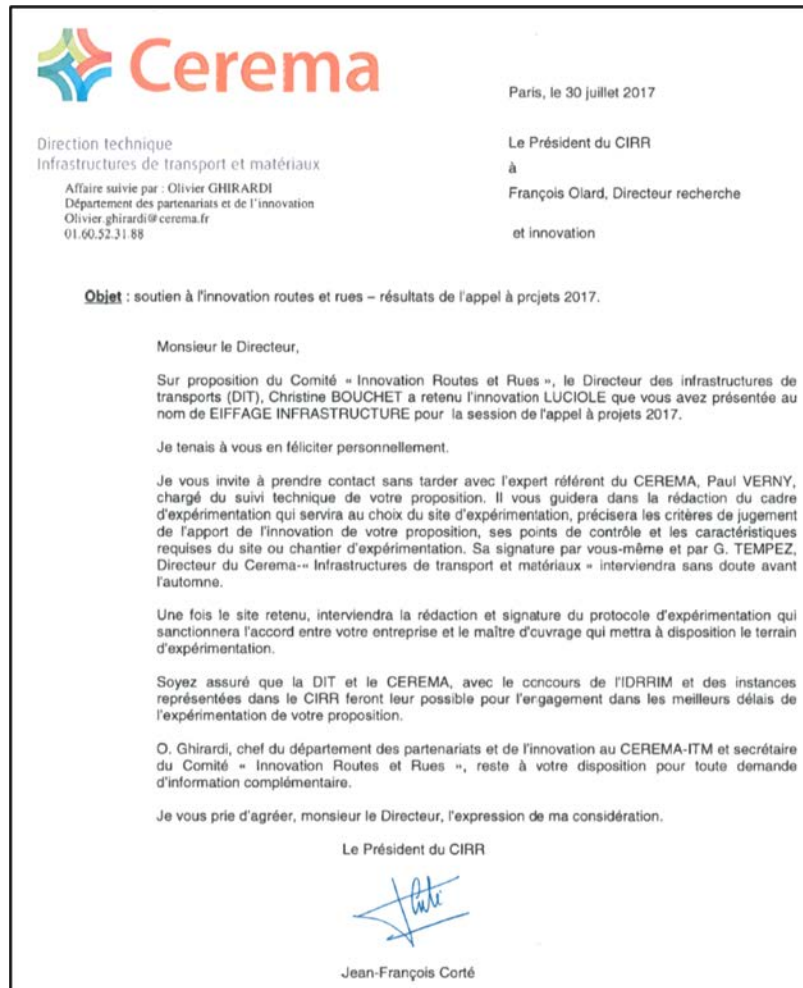 Cerema
Paris, le 30 juillet 2017
Direction technique
Infrastructures de transport et matériaux
Affaire suivie par : Olivier GHIRARDI
Département des partenariats et de l'innovation
Olivier.ghirardi@cerema.fr
01.60.52.31.88
Le Président du CIRR
à
François Olard, Directeur recherche
et innovation
Objet : soutien à l'innovation routes et rues – résultats de l'appel à projets 2017.
Monsieur le Directeur,
Sur proposition du Comité « Innovation Routes et Rues », le Directeur des infrastructures de
transports (DIT), Christine BOUCHET a retenu l'innovation LUCIOLE que vous avez présentée au
nom de EIFFAGE INFRASTRUCTURE pour la session de l'appel à projets 2017.
Je tenais à vous en féliciter personnellement.
Je vous invite à prendre contact sans tarder avec l'expert référent du CEREMA, Paul VERNY,
chargé du suivi technique de votre proposition. Il vous guidera dans la rédaction du cadre
d'expérimentation qui servira au choix du site d'expérimentation, précisera les critères de jugement
de l'apport de l'innovation de votre proposition, ses points de contrôle et les caractéristiques
requises du site ou chantier d'expérimentation. Sa signature par vous-même et par G. TEMPEZ,
Directeur du Cerema-« Infrastructures de transport et matériaux » interviendra sans doute avant
l'automne.
Une fois le site retenu, interviendra la rédaction et signature du protocole d'expérimentation qui
sanctionnera l'accord entre votre entreprise et le maître d'ouvrage qui mettra à disposition le terrain
d'expérimentation.
Soyez assuré que la DIT et le CEREMA, avec le concours de l'IDRRIM et des instances
représentées dans le CIRR feront leur possible pour l'engagement dans les meilleurs délais de
l'expérimentation de votre proposition.
O. Ghirardi, chef du département des partenariats et de l'innovation au CEREMA-ITM et secrétaire
du Comité « Innovation Routes et Rues », reste à votre disposition pour toute demande
d'information complémentaire.
Je vous prie d'agréer, monsieur le Directeur, l'expression de ma considération.
Le Président du CIRR
Jean-François Corté